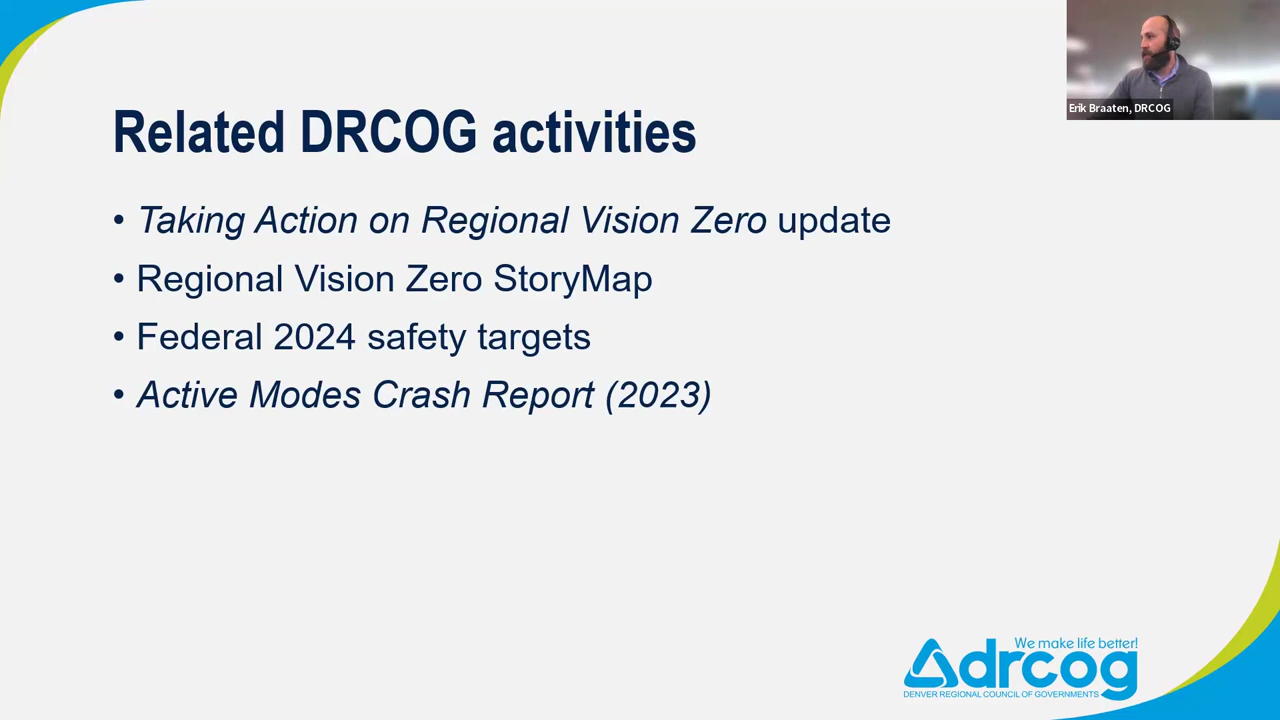 Erik Braaten, DRCOG
Related DRCOG activities
• Taking Action on Regional Vision Zero update
• Regional Vision Zero StoryMap
• Federal 2024 safety targets
• Active Modes Crash Report (2023)
We make life better!
drcog
DENVER REGIONAL COUNCIL OF GOVERNMENTS